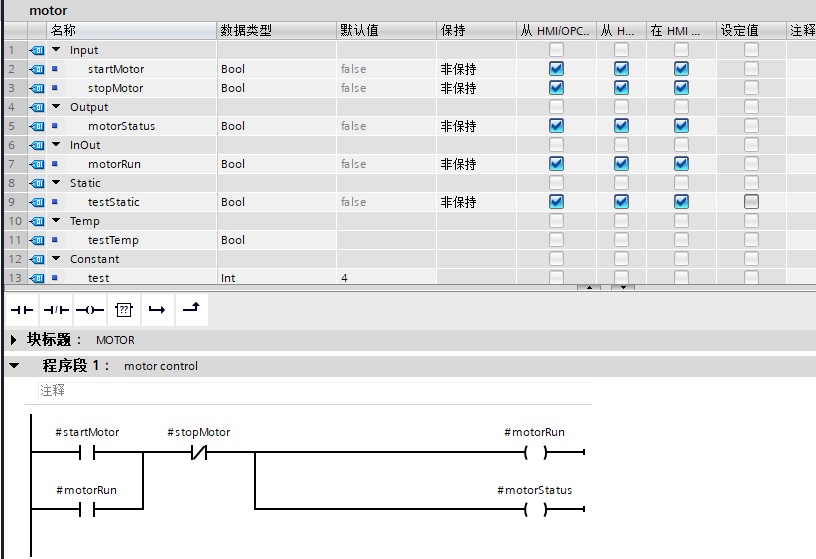 motor
名称 数据类型 默认值 保持 从 HMI/OPC.. 从 H... 在 HMI ... 设定值 注释
1 Input
2 startMotor Bool false 非保持
3 stopMotor Bool false 非保持
4 Output
5 motorStatus Bool false 非保持
6 InOut
7 motorRun Bool false 非保持
8 Static
9 testStatic Bool false 非保持
10 Temp
11 testTemp Bool
12 Constant
13 test Int 4
??
块标题： MOTOR
程序段 1： motor control
注释
#startMotor #stopMotor #motorRun
#motorRun #motorStatus